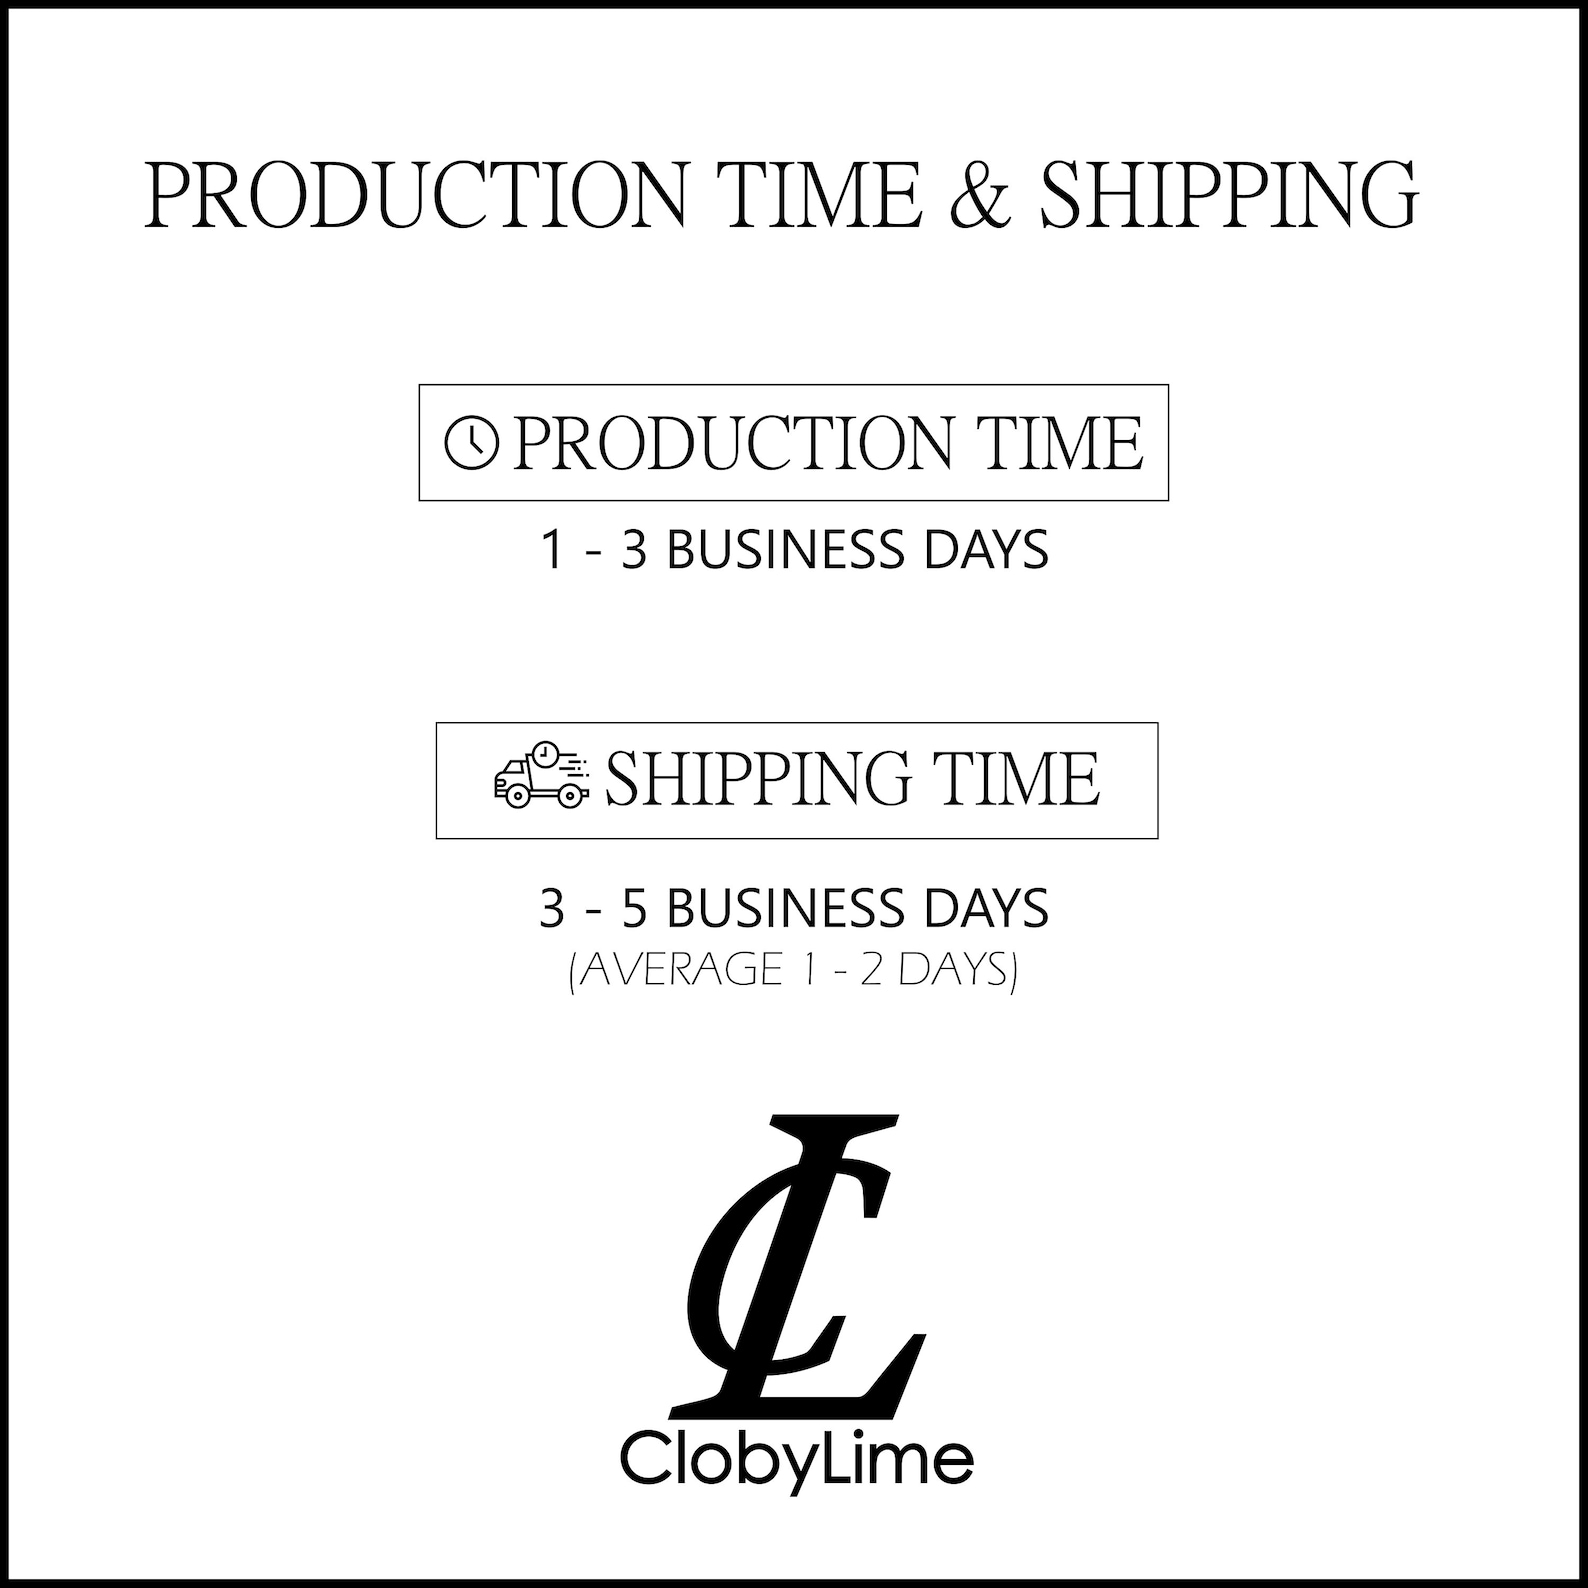 PRODUCTION TIME & SHIPPING
PRODUCTION TIME
1 - 3 BUSINESS DAYS
SHIPPING TIME
3 - 5 BUSINESS DAYS
(AVERAGE 1 - 2 DAYS)
LC
ClobyLime